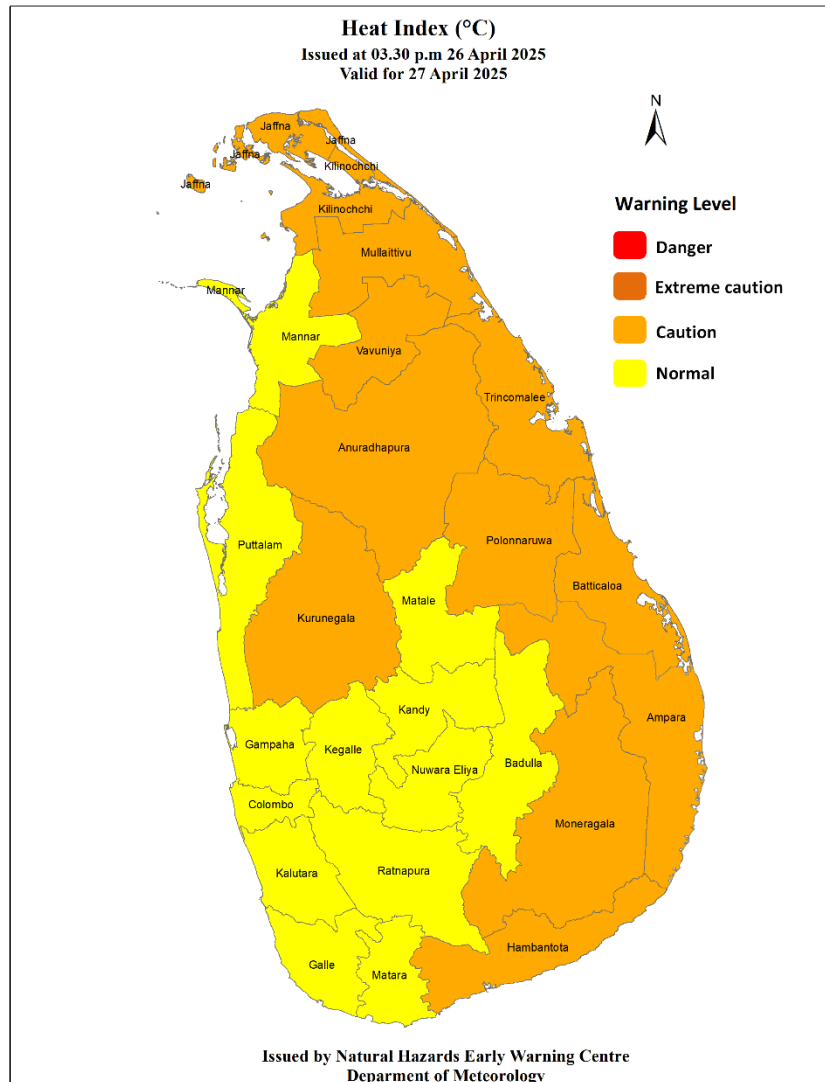 Heat Index (°C)
Issued at 03.30 p.m 26 April 2025
Valid for 27 April 2025
N
Warning Level
Danger
Extreme caution
Caution
Normal
Jaffna
Jaffna
Jaffna
Jaffna
Kilinochchi
Kilinochchi
Mullaittivu
Mannar
Mannar
Vavuniya
Trincomalee
Anuradhapura
Puttalam
Polonnaruwa
Batticaloa
Matale
Kurunegala
Kandy
Ampara
Gampaha
Kegalle
Nuwara Eliya
Badulla
Colombo
Moneragala
Kalutara
Ratnapura
Hambantota
Galle
Matara
Issued by Natural Hazards Early Warning Centre
Deparment of Meteorology